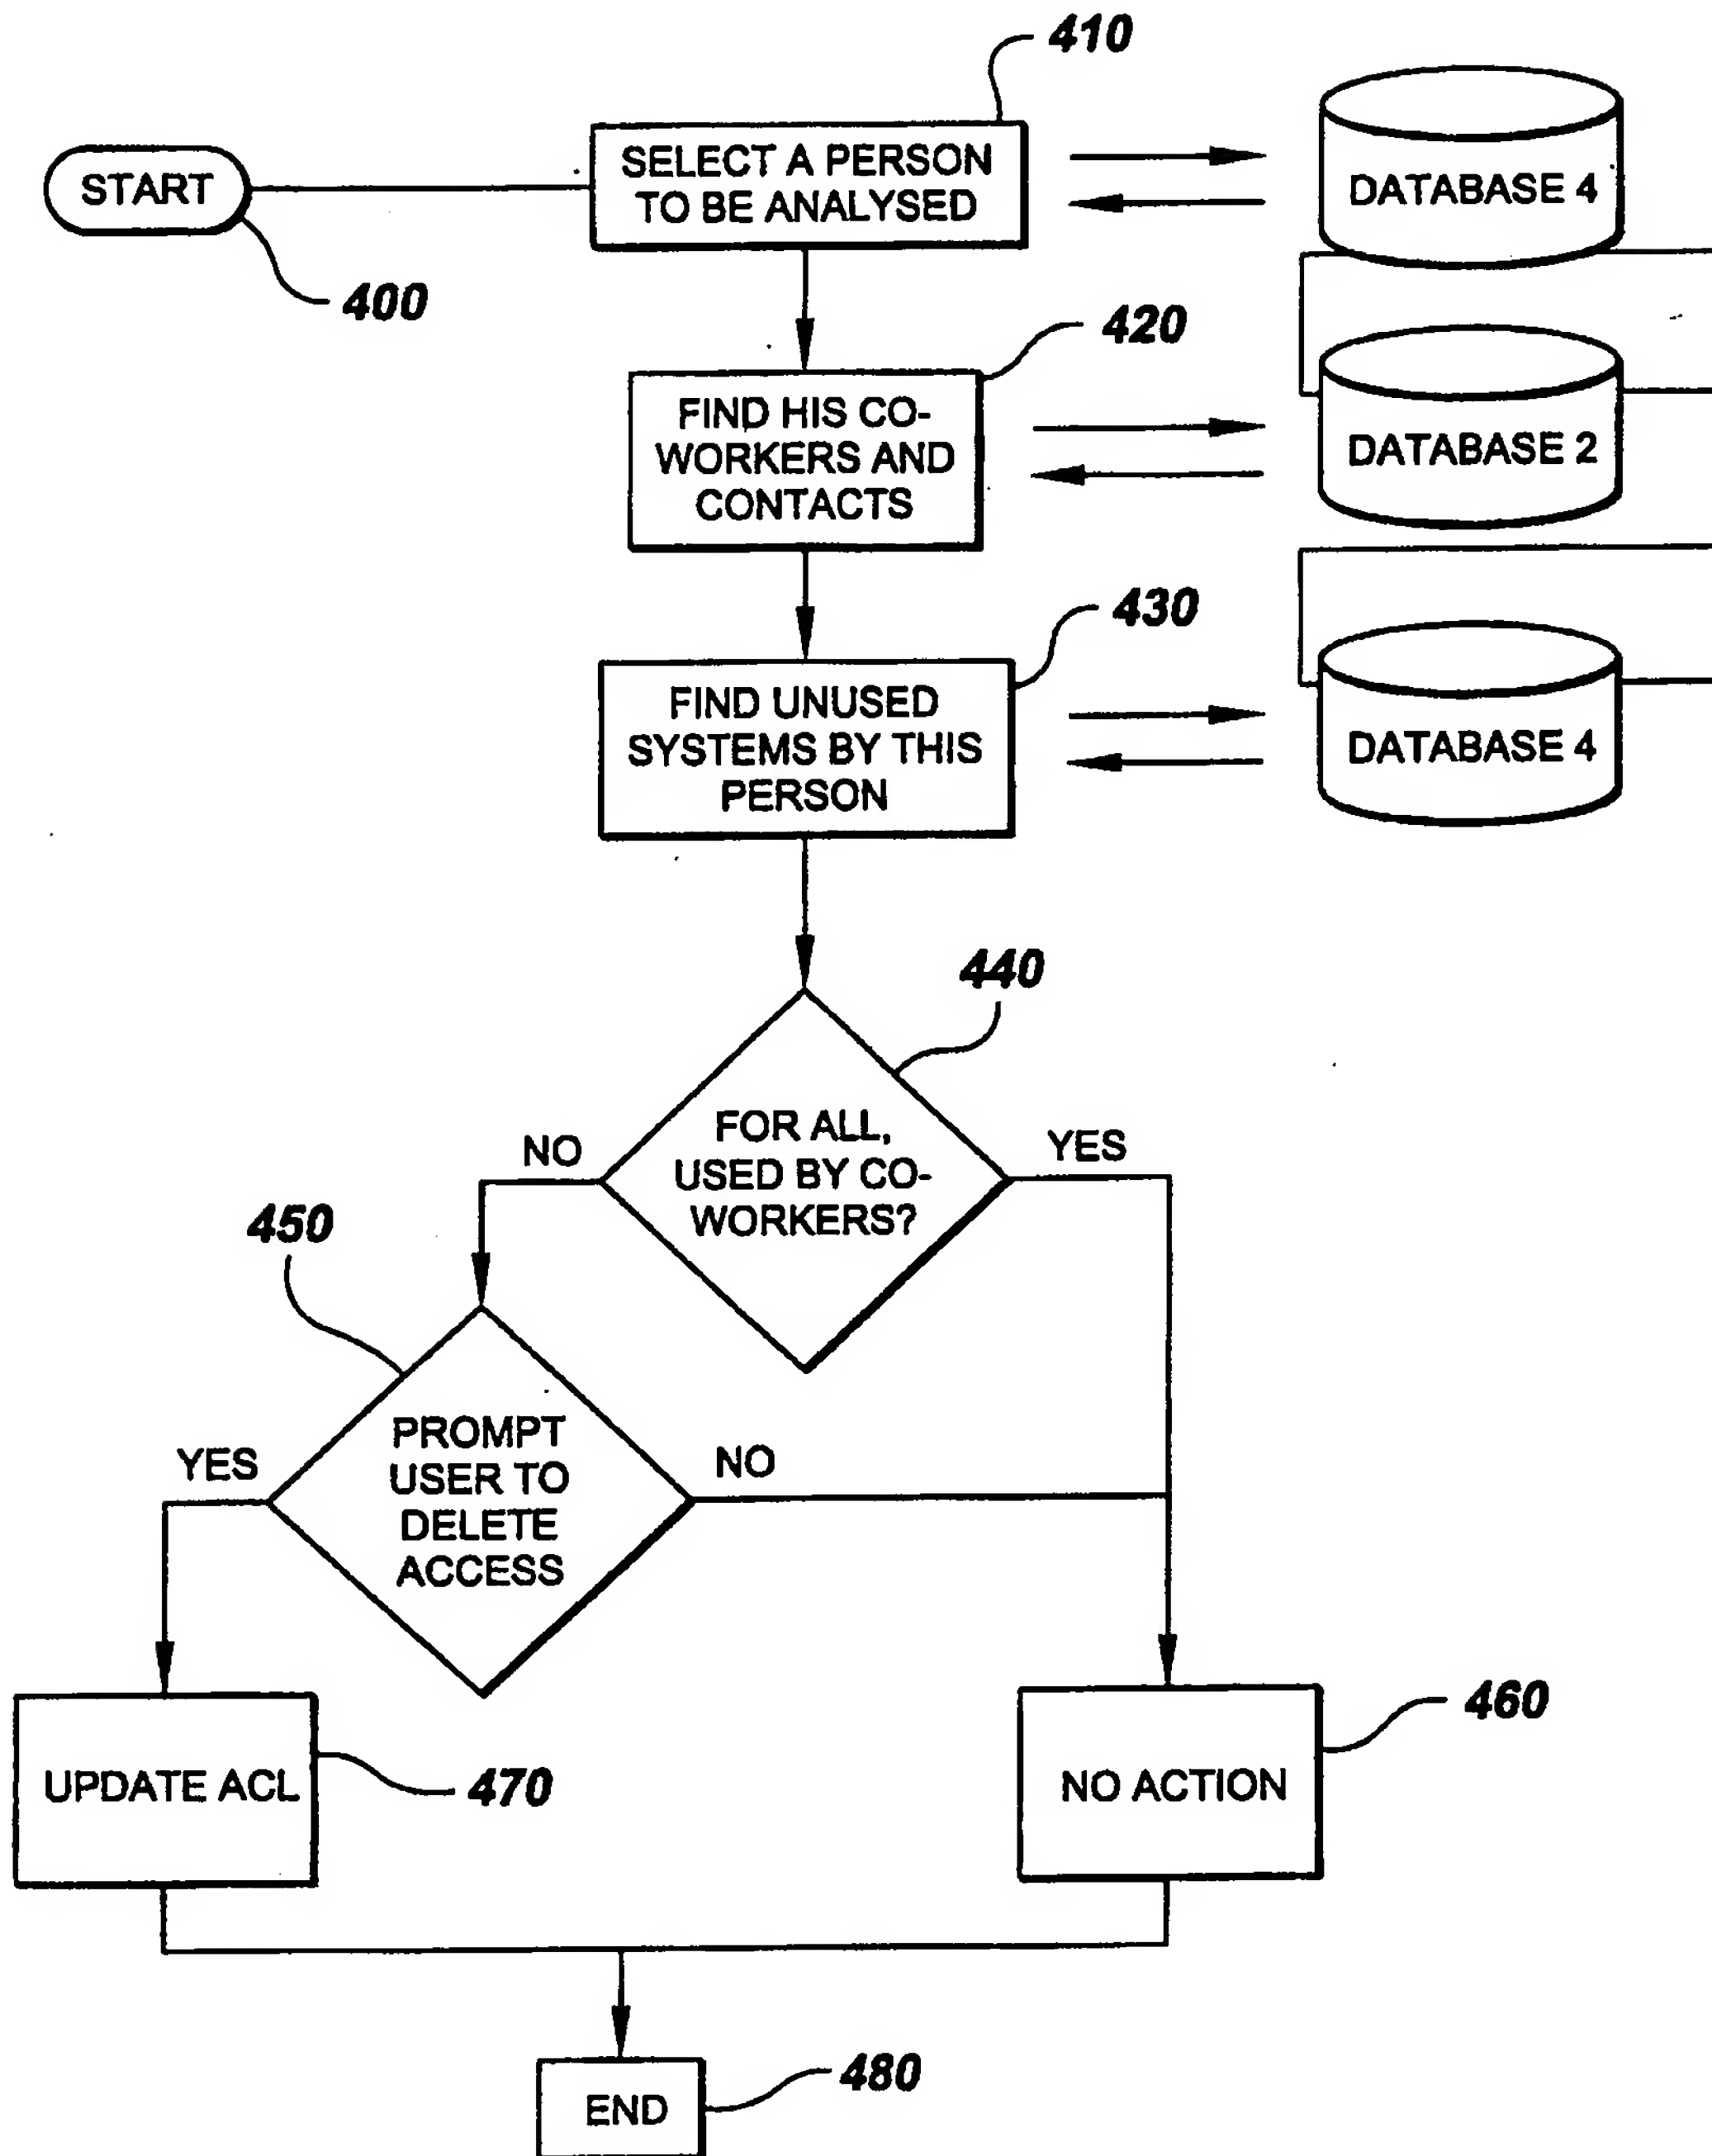 410
SELECT A PERSON
TO BE ANALYSED
DATABASE 4
START
400
420
FIND HIS CO-
WORKERS AND
CONTACTS
DATABASE 2
430
FIND UNUSED
SYSTEMS BY THIS
PERSON
DATABASE 4
440
FOR ALL,
USED BY CO-
WORKERS?
NO
YES
450
PROMPT
USER TO
DELETE
ACCESS
YES
NO
UPDATE ACL
470
NO ACTION
460
END
480